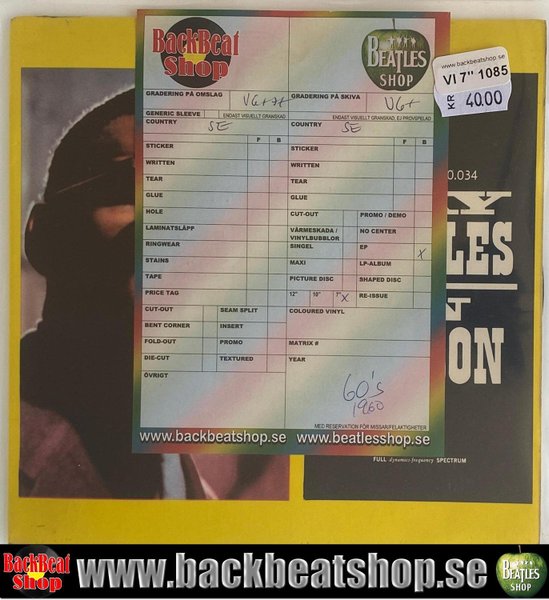 BackBeat
Shop
BEATLES
SHOP
www.backbeatshop.se
VI 7" 1085
KR 40.00
GRADERING PÅ OMSLAG VG+++ GRADERING PÅ SKIVA VG+
GENERIC SLEEVE ENDAST VISUELLT GRANSKAD ENDAST VISUELLT GRANSKAD, EJ PROVSPELAD
COUNTRY SE COUNTRY SE
F B F B
STICKER STICKER
WRITTEN WRITTEN
TEAR TEAR
GLUE GLUE
HOLE CUT-OUT PROMO / DEMO
LAMINATSLÄPP VÄRMESKADA / VINYLBUBBLOR NO CENTER
RINGWEAR SINGEL EP X
STAINS MAXI LP-ALBUM
TAPE PICTURE DISC SHAPED DISC
PRICE TAG 12" 10" 7" X RE-ISSUE
CUT-OUT SEAM SPLIT COLOURED VINYL
BENT CORNER INSERT
FOLD-OUT PROMO MATRIX #
DIE-CUT TEXTURED YEAR
ÖVRIGT
60's
1960
MED RESERVATION FÖR MISSAR/FELAKTIGHETER
www.backbeatshop.se www.beatlesshop.se
0.034
Y
LES
4
ON
FULL dynamics-frequency SPECTRUM
BackBeat
Shop
www.backbeatshop.se
BEATLES
SHOP